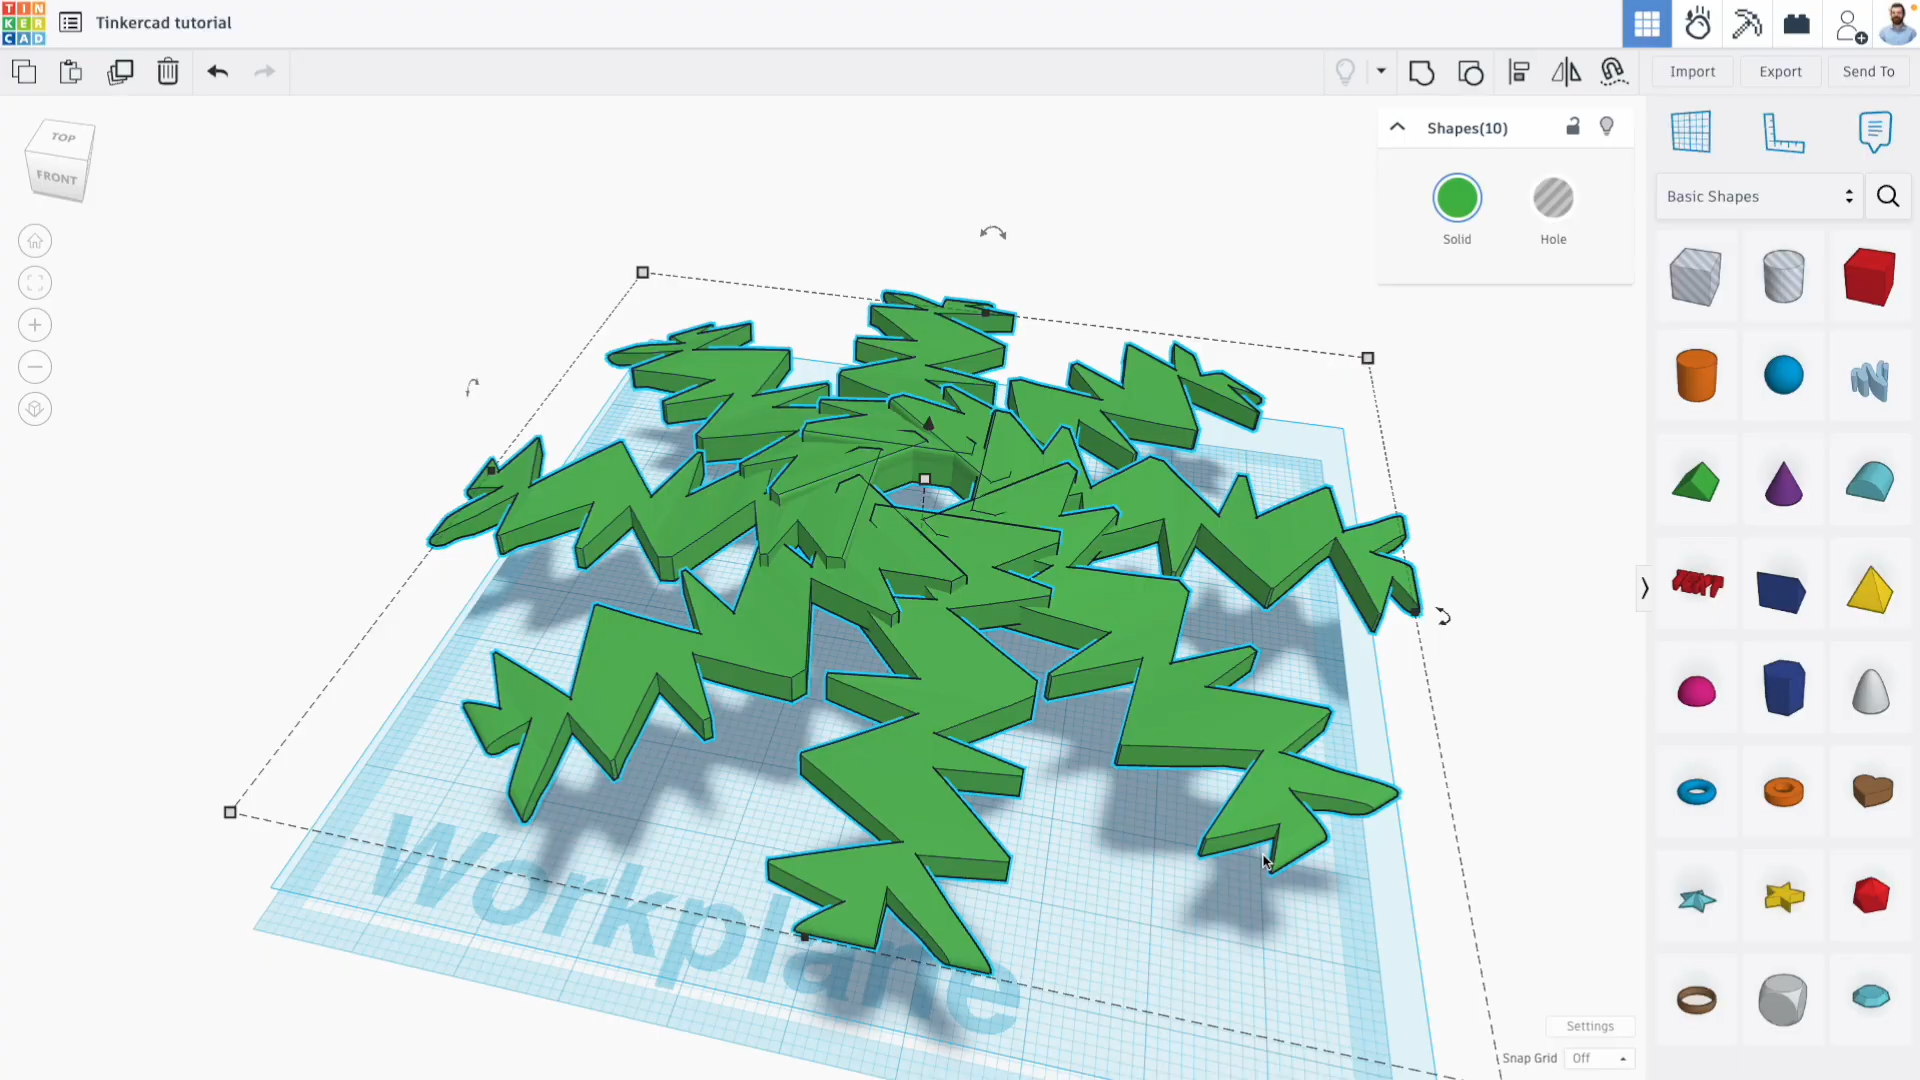 TIN
KER
CAD
Tinkercad tutorial
Import
Export
Send To
TOP
FRONT
Shapes(10)
Solid
Hole
Basic Shapes
TEXT
Workplane
Settings
Snap Grid
Off